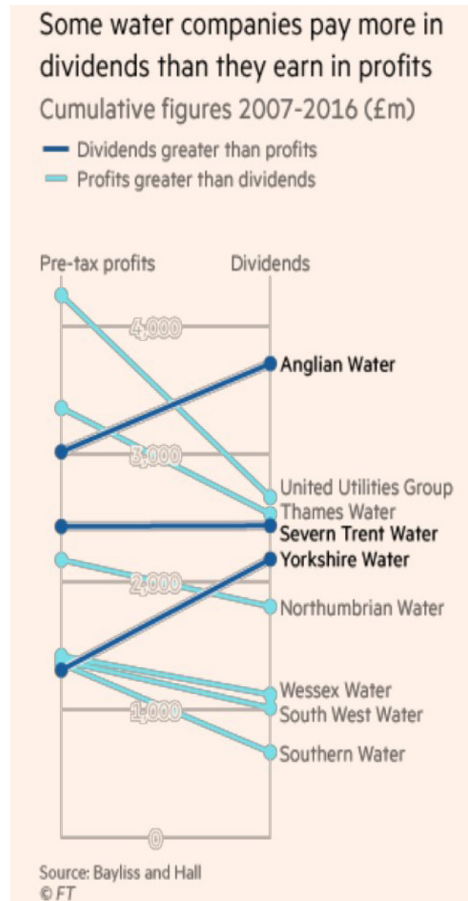 Some water companies pay more in
dividends than they earn in profits
Cumulative figures 2007-2016 (£m)
Dividends greater than profits
Profits greater than dividends
Pre-tax profits
Dividends
4,000
Anglian Water
3,000
United Utilities Group
Thames Water
Severn Trent Water
Yorkshire Water
2,000
Northumbrian Water
Wessex Water
1,000
South West Water
Southern Water
0
Source: Bayliss and Hall
© FT